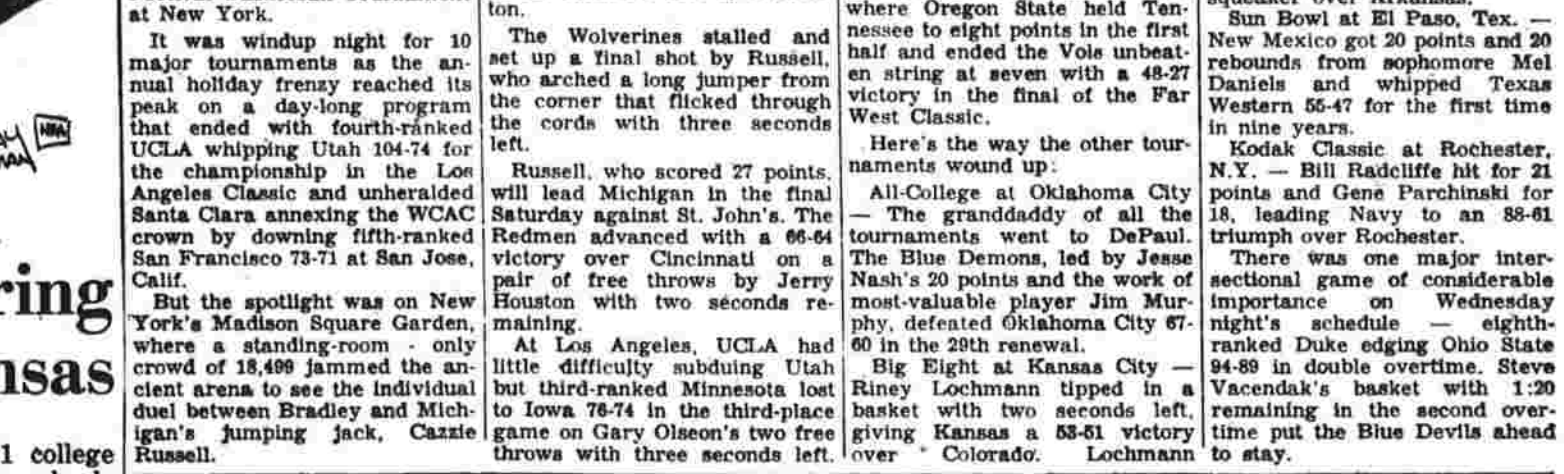 at New York.
It was windup night for 10
major tournaments as the an-
nual holiday frenzy reached its
peak on a day-long program
that ended with fourth-ranked
UCLA whipping Utah 104-74 for
the championship in the Los
Angeles Classic and unheralded
Santa Clara annexing the WCAC
crown by downing fifth-ranked
San Francisco 73-71 at San Jose,
Calif.
But the spotlight was on New
York's Madison Square Garden,
where a standing-room - only
crowd of 18,499 jammed the an-
cient arena to see the individual
duel between Bradley and Mich-
igan's jumping jack, Cazzie
Russell.
ton.
The Wolverines stalled and
set up a final shot by Russell,
who arched a long jumper from
the corner that flicked through
the cords with three seconds
left.
Russell, who scored 27 points,
will lead Michigan in the final
Saturday against St. John's. The
Redmen advanced with a 66-64
victory over Cincinnati on a
pair of free throws by Jerry
Houston with two seconds re-
maining.
At Los Angeles, UCLA had
little difficulty subduing Utah
but third-ranked Minnesota lost
to Iowa 76-74 in the third-place
game on Gary Olseon's two free
throws with three seconds left.
where Oregon State held Ten-
nessee to eight points in the first
half and ended the Vols unbeat-
en string at seven with a 48-27
victory in the final of the Far
West Classic.
Here's the way the other tour-
naments wound up:
All-College at Oklahoma City
— The granddaddy of all the
tournaments went to DePaul.
The Blue Demons, led by Jesse
Nash's 20 points and the work of
most-valuable player Jim Mur-
phy, defeated Oklahoma City 67-
60 in the 29th renewal.
Big Eight at Kansas City —
Riney Lochmann tipped in a
basket with two seconds left,
giving Kansas a 53-51 victory
over Colorado. Lochmann
squeaker over Arkansas.
Sun Bowl at El Paso, Tex. —
New Mexico got 20 points and 20
rebounds from sophomore Mel
Daniels and whipped Texas
Western 55-47 for the first time
in nine years.
Kodak Classic at Rochester,
N.Y. — Bill Radcliffe hit for 21
points and Gene Parchinski for
18, leading Navy to an 88-61
triumph over Rochester.
There was one major inter-
sectional game of considerable
importance on Wednesday
night's schedule — eighth-
ranked Duke edging Ohio State
94-89 in double overtime. Steve
Vacendak's basket with 1:20
remaining in the second over-
time put the Blue Devils ahead
to stay.
ring
nsas
1 college